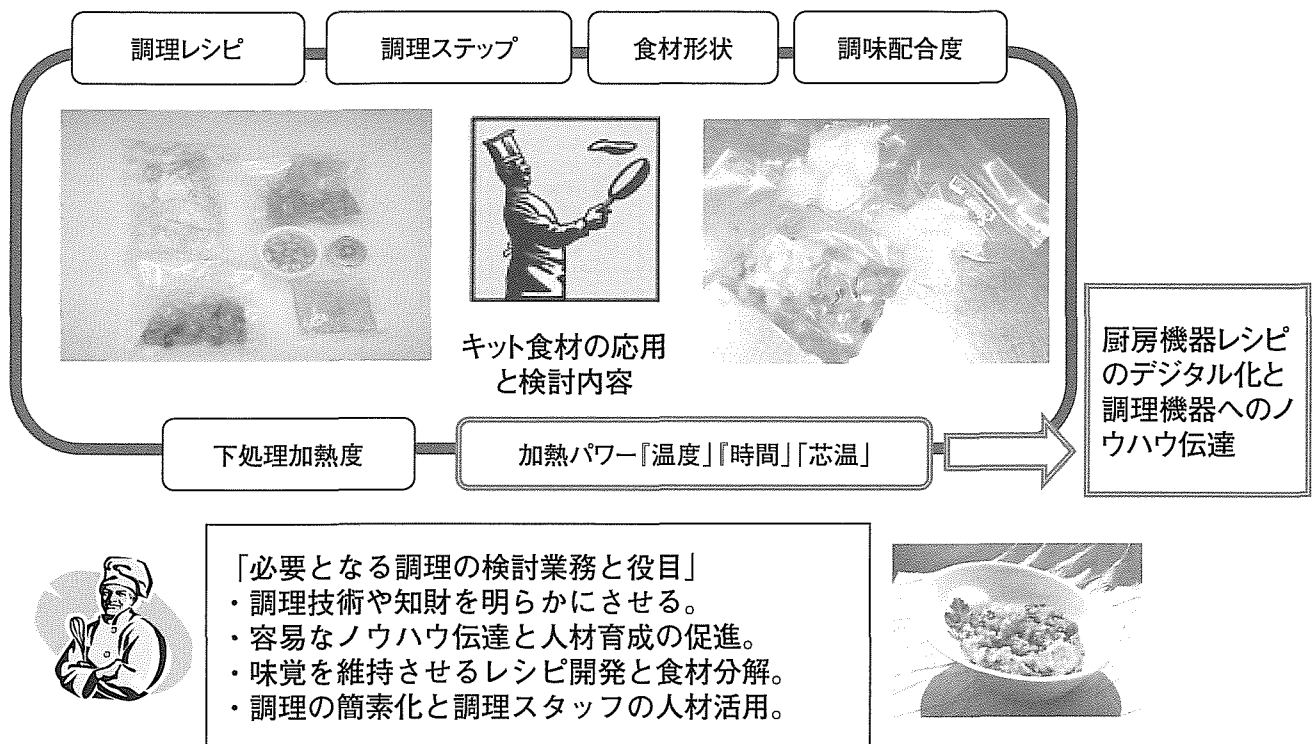 調理レシピ
調理ステップ
食材形状
調味配合度
キット食材の応用
と検討内容
厨房機器レシピ
のデジタル化と
調理機器へのノ
ウハウ伝達
下処理加熱度
加熱パワー『温度』『時間』「芯温」
「必要となる調理の検討業務と役目」
・調理技術や知財を明らかにさせる。
・容易なノウハウ伝達と人材育成の促進。
・味覚を維持させるレシピ開発と食材分解。
・調理の簡素化と調理スタッフの人材活用。